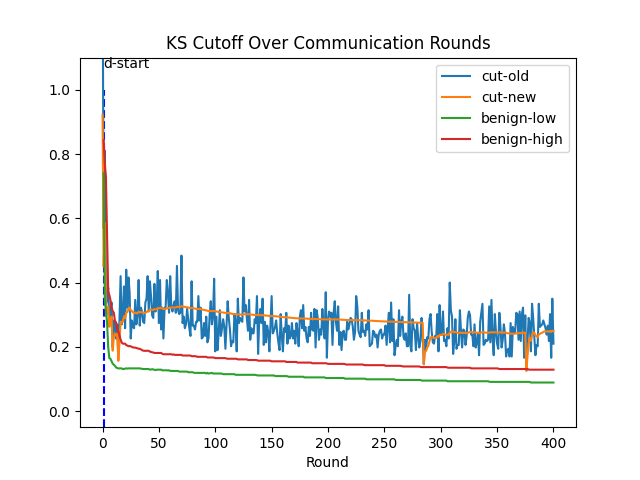 KS Cutoff Over Communication Rounds
d-start
cut-old
cut-new
benign-low
benign-high
1.0
0.8
0.6
0.4
0.2
0.0
0 50 100 150 200 250 300 350 400
Round